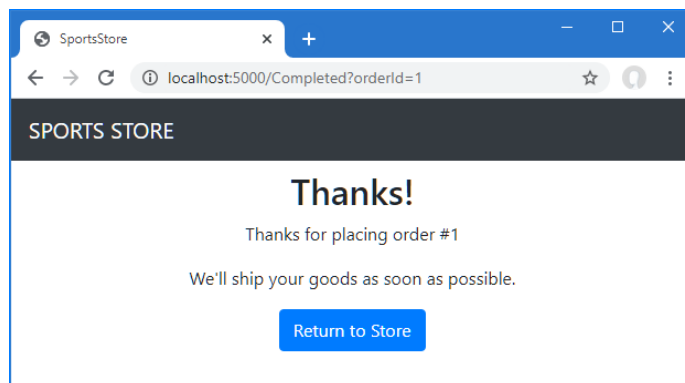 SportsStore
localhost:5000/Completed?orderId=1
SPORTS STORE
Thanks!
Thanks for placing order #1
We'll ship your goods as soon as possible.
Return to Store